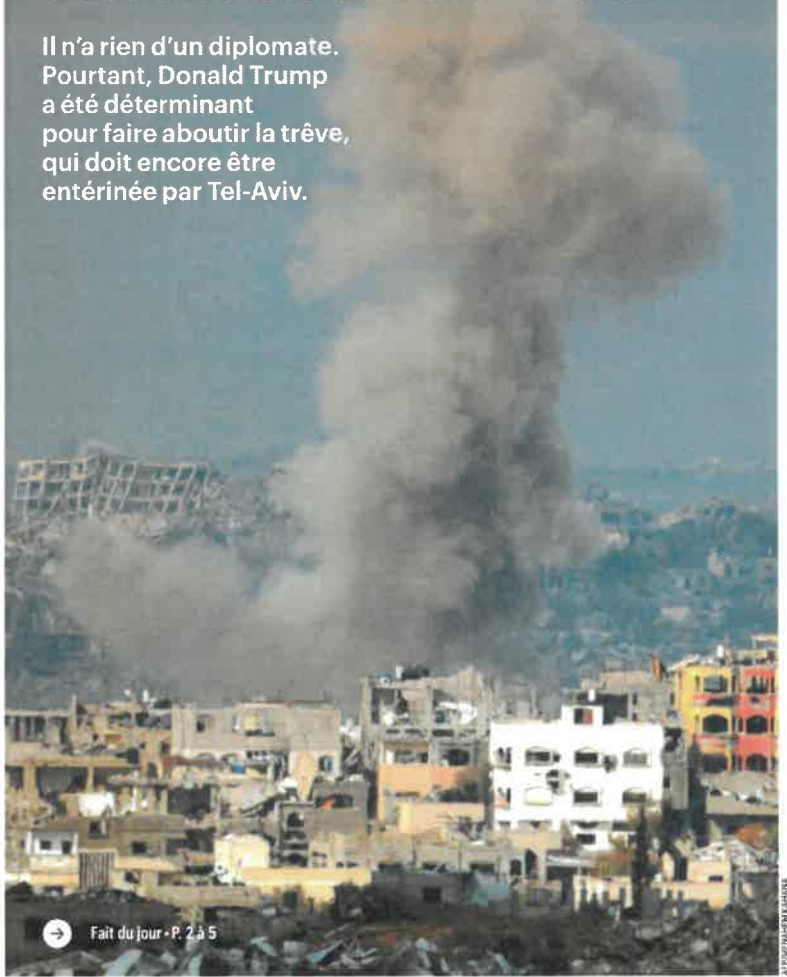 Il n'a rien d'un diplomate.
Pourtant, Donald Trump
a été déterminant
pour faire aboutir la trêve,
qui doit encore être
entérinée par Tel-Aviv.
→ Fait du jour • P. 2 à 5